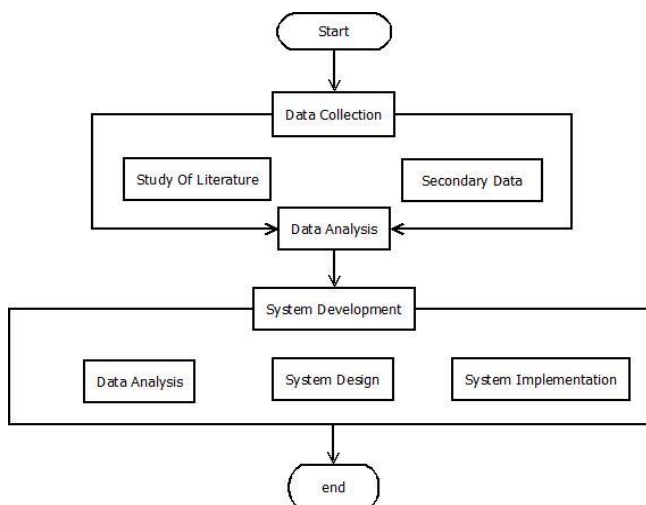 Start
Data Collection
Study Of Literature
Secondary Data
Data Analysis
System Development
Data Analysis
System Design
System Implementation
end